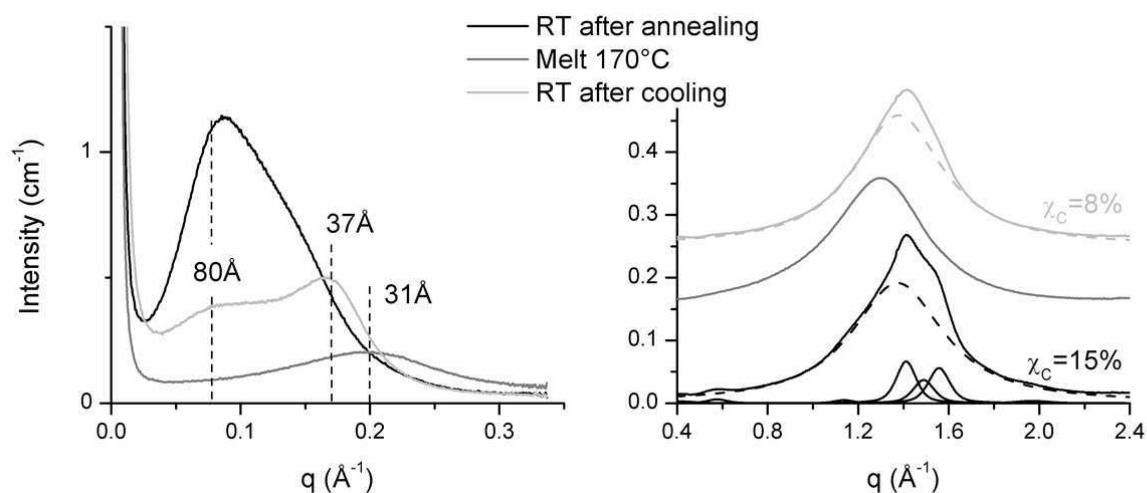 RT after annealing
Melt 170°C
RT after cooling
Intensity (cm⁻¹)
1
0
80Å
37Å
31Å
0.0
0.1
0.2
0.3
q (Å⁻¹)
0.4
0.3
0.2
0.1
0.0
χC=8%
χC=15%
0.4
0.8
1.2
1.6
2.0
2.4
q (Å⁻¹)